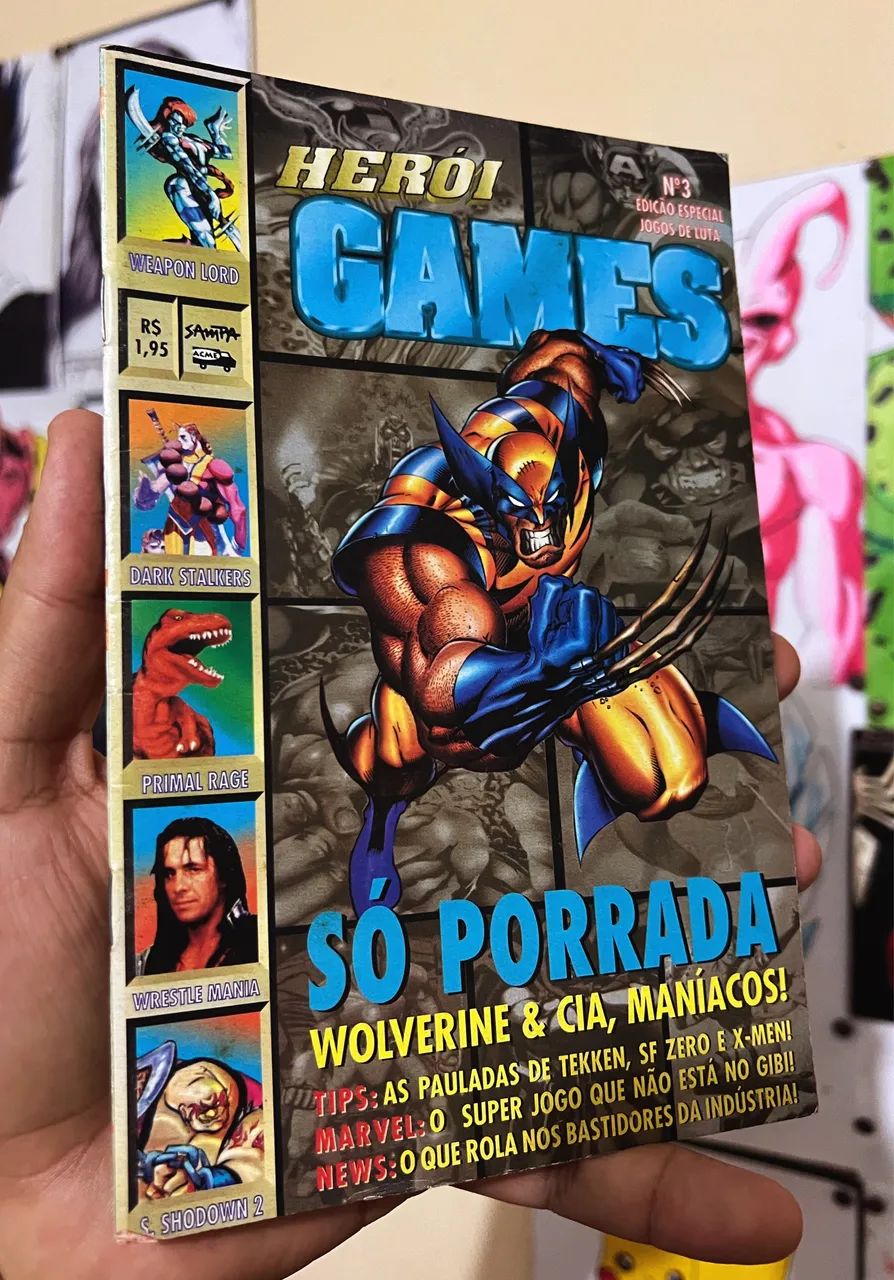 HERÓI
GAMES
Nº3
EDIÇÃO ESPECIAL
JOGOS DE LUTA
WEAPON LORD
R$
1,95
SAMPA
ACME
DARK STALKERS
PRIMAL RAGE
WRESTLE MANIA
S. SHODOWN 2
A
SÓ PORRADA
WOLVERINE & CIA, MANÍACOS!
TIPS: AS PAULADAS DE TEKKEN, SF ZERO E X-MEN!
MARVEL: O SUPER JOGO QUE NÃO ESTÁ NO GIBI!
NEWS: O QUE ROLA NOS BASTIDORES DA INDÚSTRIA!